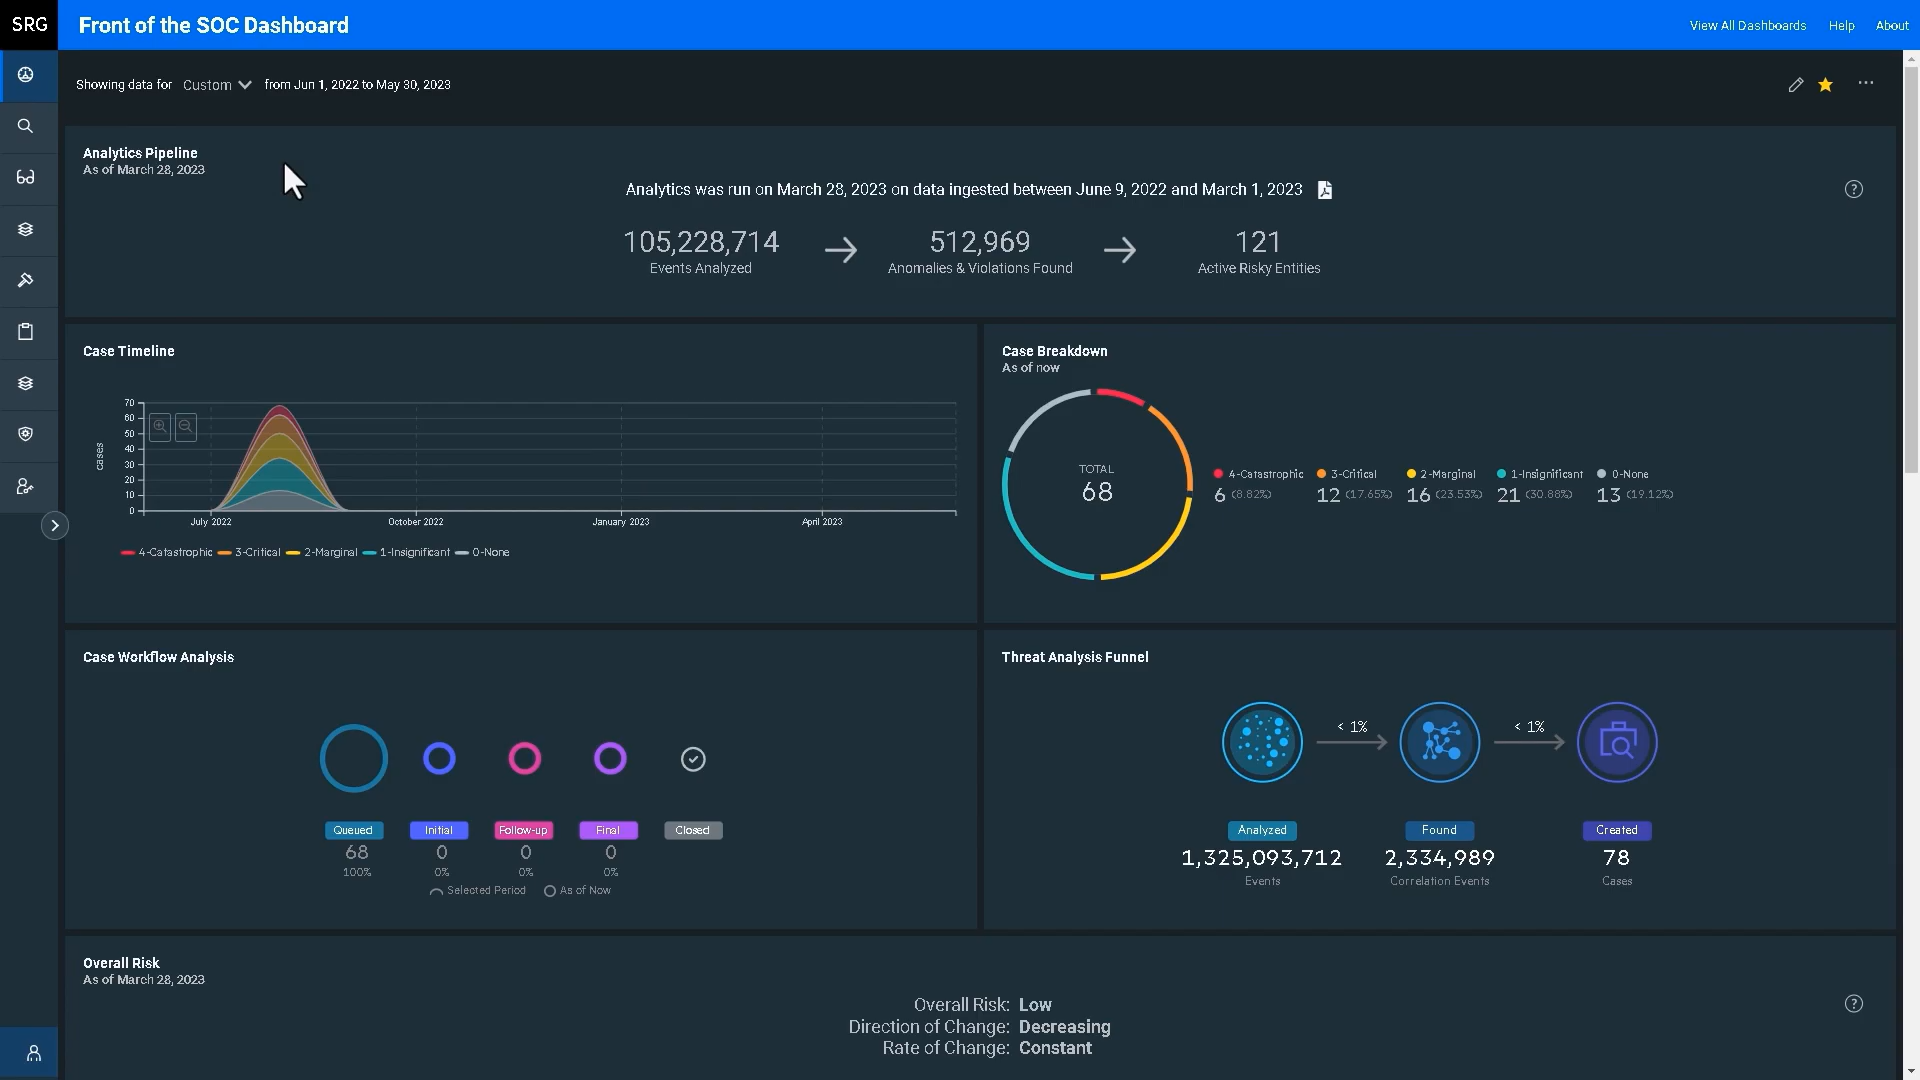 SRG
Front of the SOC Dashboard
View All Dashboards Help About
Showing data for Custom from Jun 1, 2022 to May 30, 2023
Analytics Pipeline
As of March 28, 2023
Analytics was run on March 28, 2023 on data ingested between June 9, 2022 and March 1, 2023
105,228,714 512,969 121
Events Analyzed Anomalies & Violations Found Active Risky Entities
Case Timeline
70
60
50
40
30
20
10
0
cases
July 2022 October 2022 January 2023 April 2023
4-Catastrophic 3-Critical 2-Marginal 1-Insignificant 0-None
Case Breakdown
As of now
TOTAL
68
4-Catastrophic 3-Critical 2-Marginal 1-Insignificant 0-None
6 (8.82%) 12 (17.65%) 16 (23.53%) 21 (30.88%) 13 (19.12%)
Case Workflow Analysis
Queued Initial Follow-up Final Closed
68 0 0 0
100% 0% 0% 0%
Selected Period As of Now
Threat Analysis Funnel
< 1% < 1%
Analyzed Found Created
1,325,093,712 2,334,989 78
Events Correlation Events Cases
Overall Risk
As of March 28, 2023
Overall Risk: Low
Direction of Change: Decreasing
Rate of Change: Constant